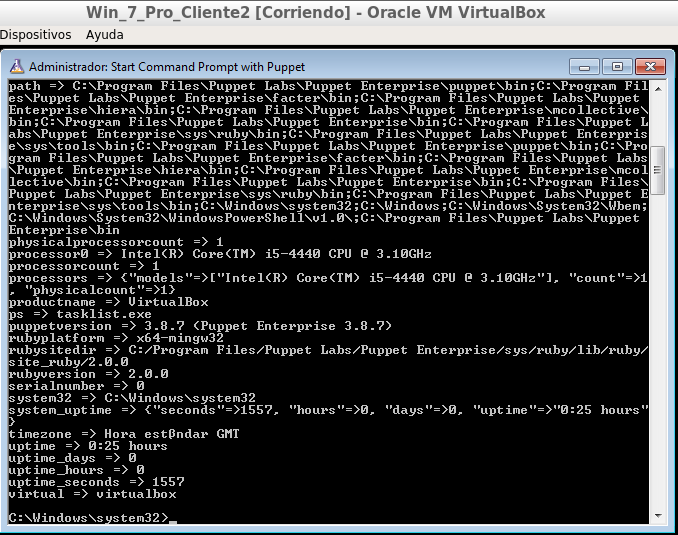 Win_7_Pro_Cliente2 [Corriendo] - Oracle VM VirtualBox
Dispositivos Ayuda
Administrador: Start Command Prompt with Puppet
path => C:\Program Files\Puppet Labs\Puppet Enterprise\puppet\bin;C:\Program Fil
es\Puppet Labs\Puppet Enterprise\facter\bin;C:\Program Files\Puppet Labs\Puppet
Enterprise\hiera\bin;C:\Program Files\Puppet Labs\Puppet Enterprise\mcollective\
bin;C:\Program Files\Puppet Labs\Puppet Enterprise\bin;C:\Program Files\Puppet L
abs\Puppet Enterprise\sys\ruby\bin;C:\Program Files\Puppet Labs\Puppet Enterpris
e\sys\tools\bin;C:\Program Files\Puppet Labs\Puppet Enterprise\puppet\bin;C:\Pro
gram Files\Puppet Labs\Puppet Enterprise\facter\bin;C:\Program Files\Puppet Labs
\Puppet Enterprise\hiera\bin;C:\Program Files\Puppet Labs\Puppet Enterprise\mcol
lective\bin;C:\Program Files\Puppet Labs\Puppet Enterprise\bin;C:\Program Files\
Puppet Labs\Puppet Enterprise\sys\ruby\bin;C:\Program Files\Puppet Labs\Puppet E
nterprise\sys\tools\bin;C:\Windows\system32;C:\Windows;C:\Windows\System32\Wbem;
C:\Windows\System32\WindowsPowerShell\v1.0\;C:\Program Files\Puppet Labs\Puppet
Enterprise\bin
physicalprocessorcount => 1
processor0 => Intel(R) Core(TM) i5-4440 CPU @ 3.10GHz
processorcount => 1
processors => {"models"=>["Intel(R) Core(TM) i5-4440 CPU @ 3.10GHz"], "count"=>1
, "physicalcount"=>1}
productname => VirtualBox
ps => tasklist.exe
puppetversion => 3.8.7 (Puppet Enterprise 3.8.7)
rubyplatform => x64-mingw32
rubysitedir => C:/Program Files/Puppet Labs/Puppet Enterprise/sys/ruby/lib/ruby/
site_ruby/2.0.0
rubyversion => 2.0.0
serialnumber => 0
system32 => C:\Windows\system32
system_uptime => {"seconds"=>1557, "hours"=>0, "days"=>0, "uptime"=>"0:25 hours"
}
timezone => Hora estßndar GMT
uptime => 0:25 hours
uptime_days => 0
uptime_hours => 0
uptime_seconds => 1557
virtual => virtualbox
C:\Windows\system32>_